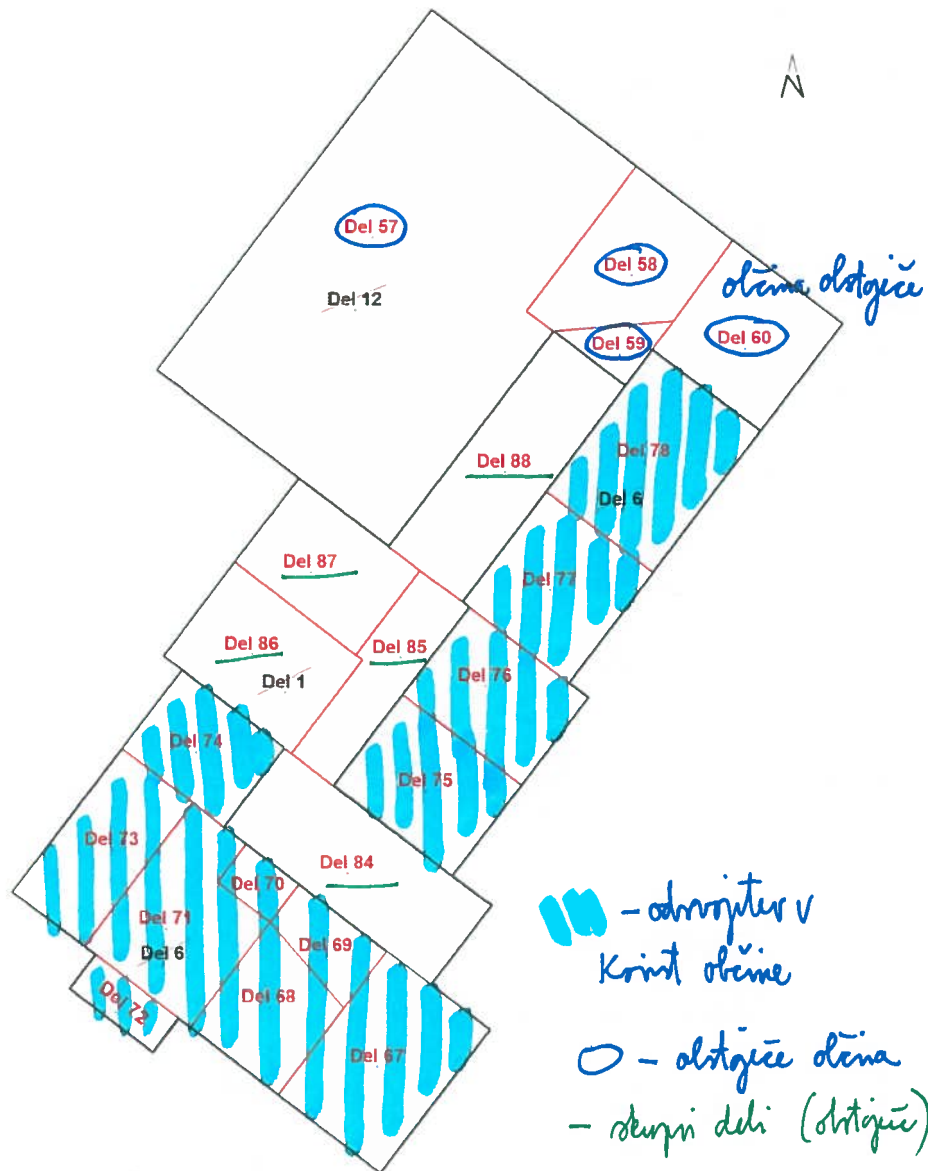 N
Del 57
Del 58
občina obstoječe
Del 12
Del 59
Del 60
Del 78
Del 88
Del 6
Del 87
Del 77
Del 86
Del 85
Del 1
Del 76
Del 74
Del 75
Del 73
Del 84
Del 70
Del 71
Del 69
Del 6
Del 68
Del 72
Del 67
- odsvojitev v
korist občine
- obstoječe občina
- skupni deli (obstoječe)